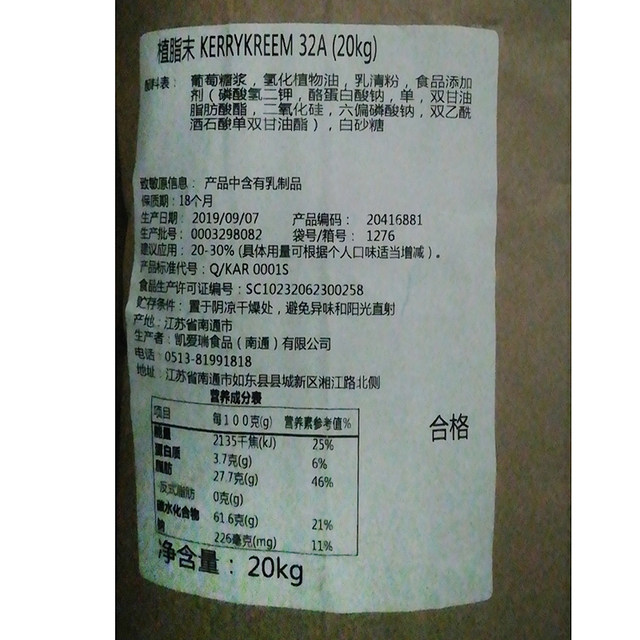 植脂末 KERRYKREEM 32A (20kg)
配料表： 葡萄糖浆，氢化植物油，乳清粉，食品添加
剂（磷酸氢二钾，酪蛋白酸钠，单，双甘油
脂肪酸酯，二氧化硅，六偏磷酸钠，双乙酰
酒石酸单双甘油酯），白砂糖
致敏原信息： 产品中含有乳制品
保质期：18个月
生产日期： 2019/09/07 产品编码： 20416881
生产批号： 0003298082 袋号/箱号： 1276
建议应用： 20-30% (具体用量可根据个人口味适当增减)。
产品标准代号：Q/KAR 0001S
食品生产许可证编号：SC10232062300258
贮存条件：置于阴凉干燥处，避免异味和阳光直射
产地：江苏省南通市
生产者：凯爱瑞食品（南通）有限公司
电话：0513-81991818
地址：江苏省南通市如东县县城新区湘江路北侧
营养成分表
项目 每100克(g) 营养素参考值%
能量 2135千焦(kJ) 25%
蛋白质 3.7克(g) 6%
脂肪 27.7克(g) 46%
-反式脂肪 0克(g)
碳水化合物 61.6克(g) 21%
钠 226毫克(mg) 11%
净含量：20kg
合格